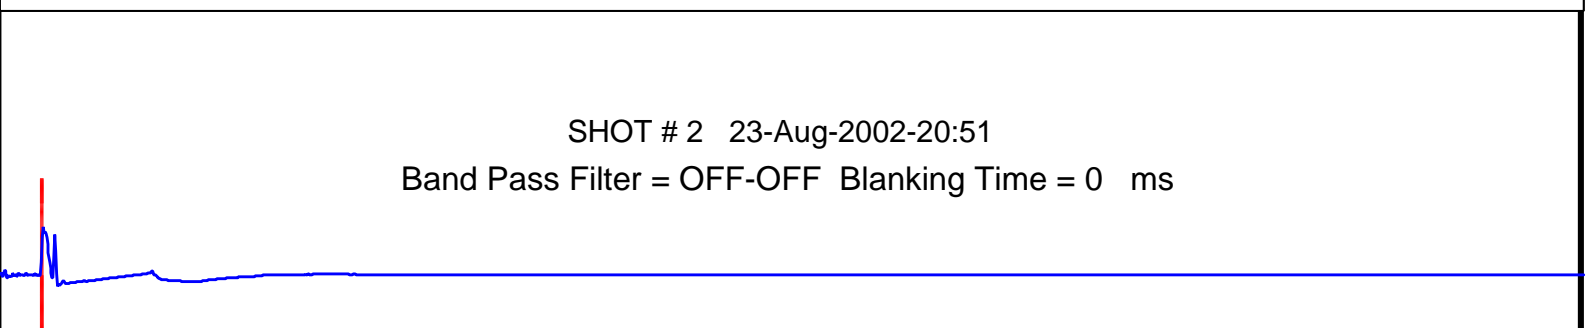 SHOT # 2 23-Aug-2002-20:51
Band Pass Filter = OFF-OFF Blanking Time = 0 ms